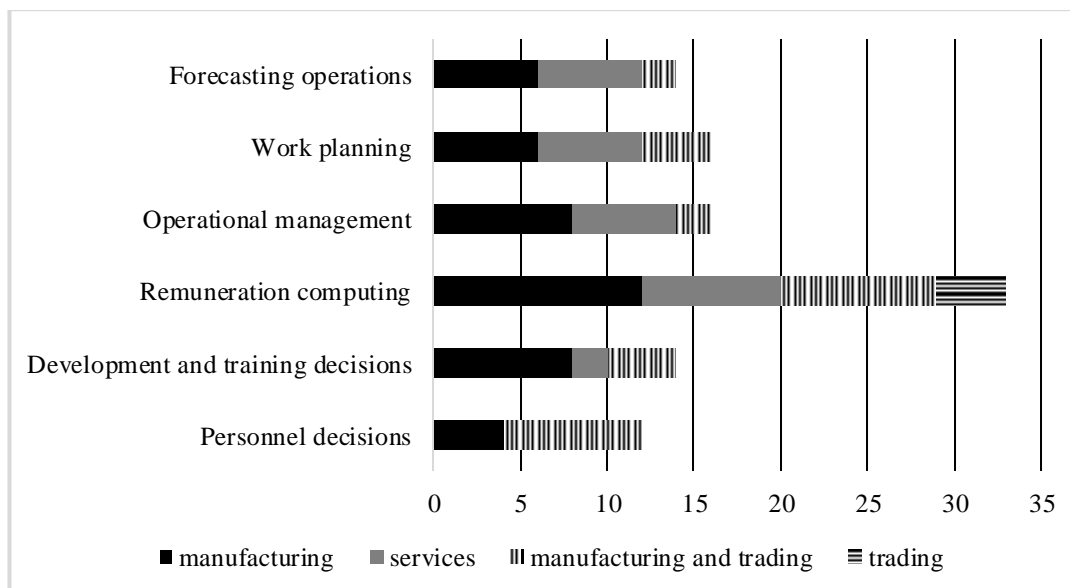 Forecasting operations
Work planning
Operational management
Remuneration computing
Development and training decisions
Personnel decisions
0 5 10 15 20 25 30 35
manufacturing services manufacturing and trading trading